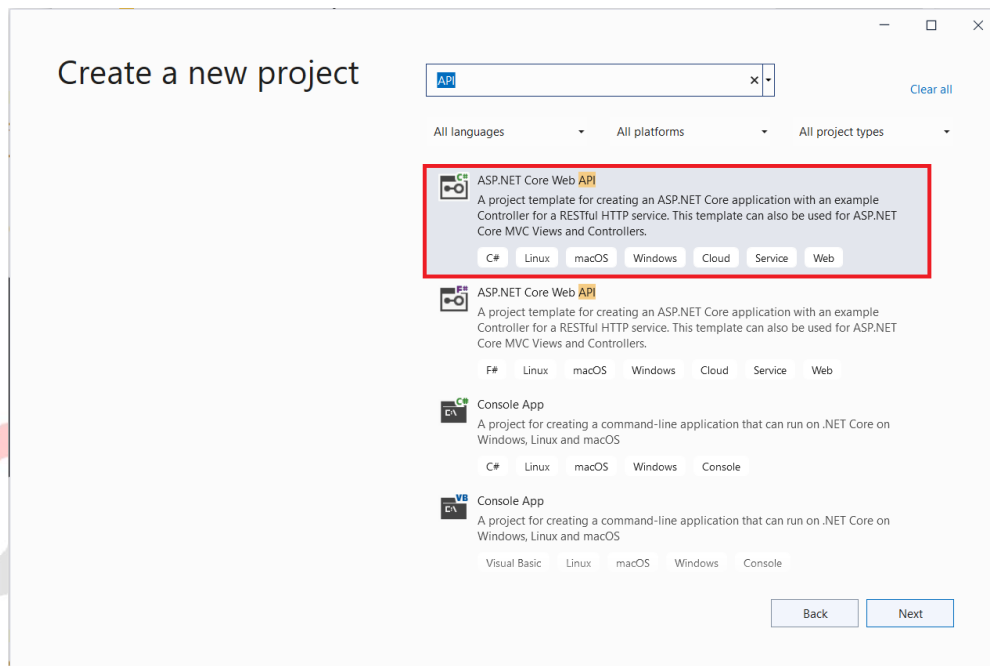 Create a new project
API
Clear all
All languages
All platforms
All project types
C#
ASP.NET Core Web API
A project template for creating an ASP.NET Core application with an example
Controller for a RESTful HTTP service. This template can also be used for ASP.NET
Core MVC Views and Controllers.
C# Linux macOS Windows Cloud Service Web
F#
ASP.NET Core Web API
A project template for creating an ASP.NET Core application with an example
Controller for a RESTful HTTP service. This template can also be used for ASP.NET
Core MVC Views and Controllers.
F# Linux macOS Windows Cloud Service Web
C#
C:\
Console App
A project for creating a command-line application that can run on .NET Core on
Windows, Linux and macOS
C# Linux macOS Windows Console
VB
C:\
Console App
A project for creating a command-line application that can run on .NET Core on
Windows, Linux and macOS
Visual Basic Linux macOS Windows Console
Back
Next